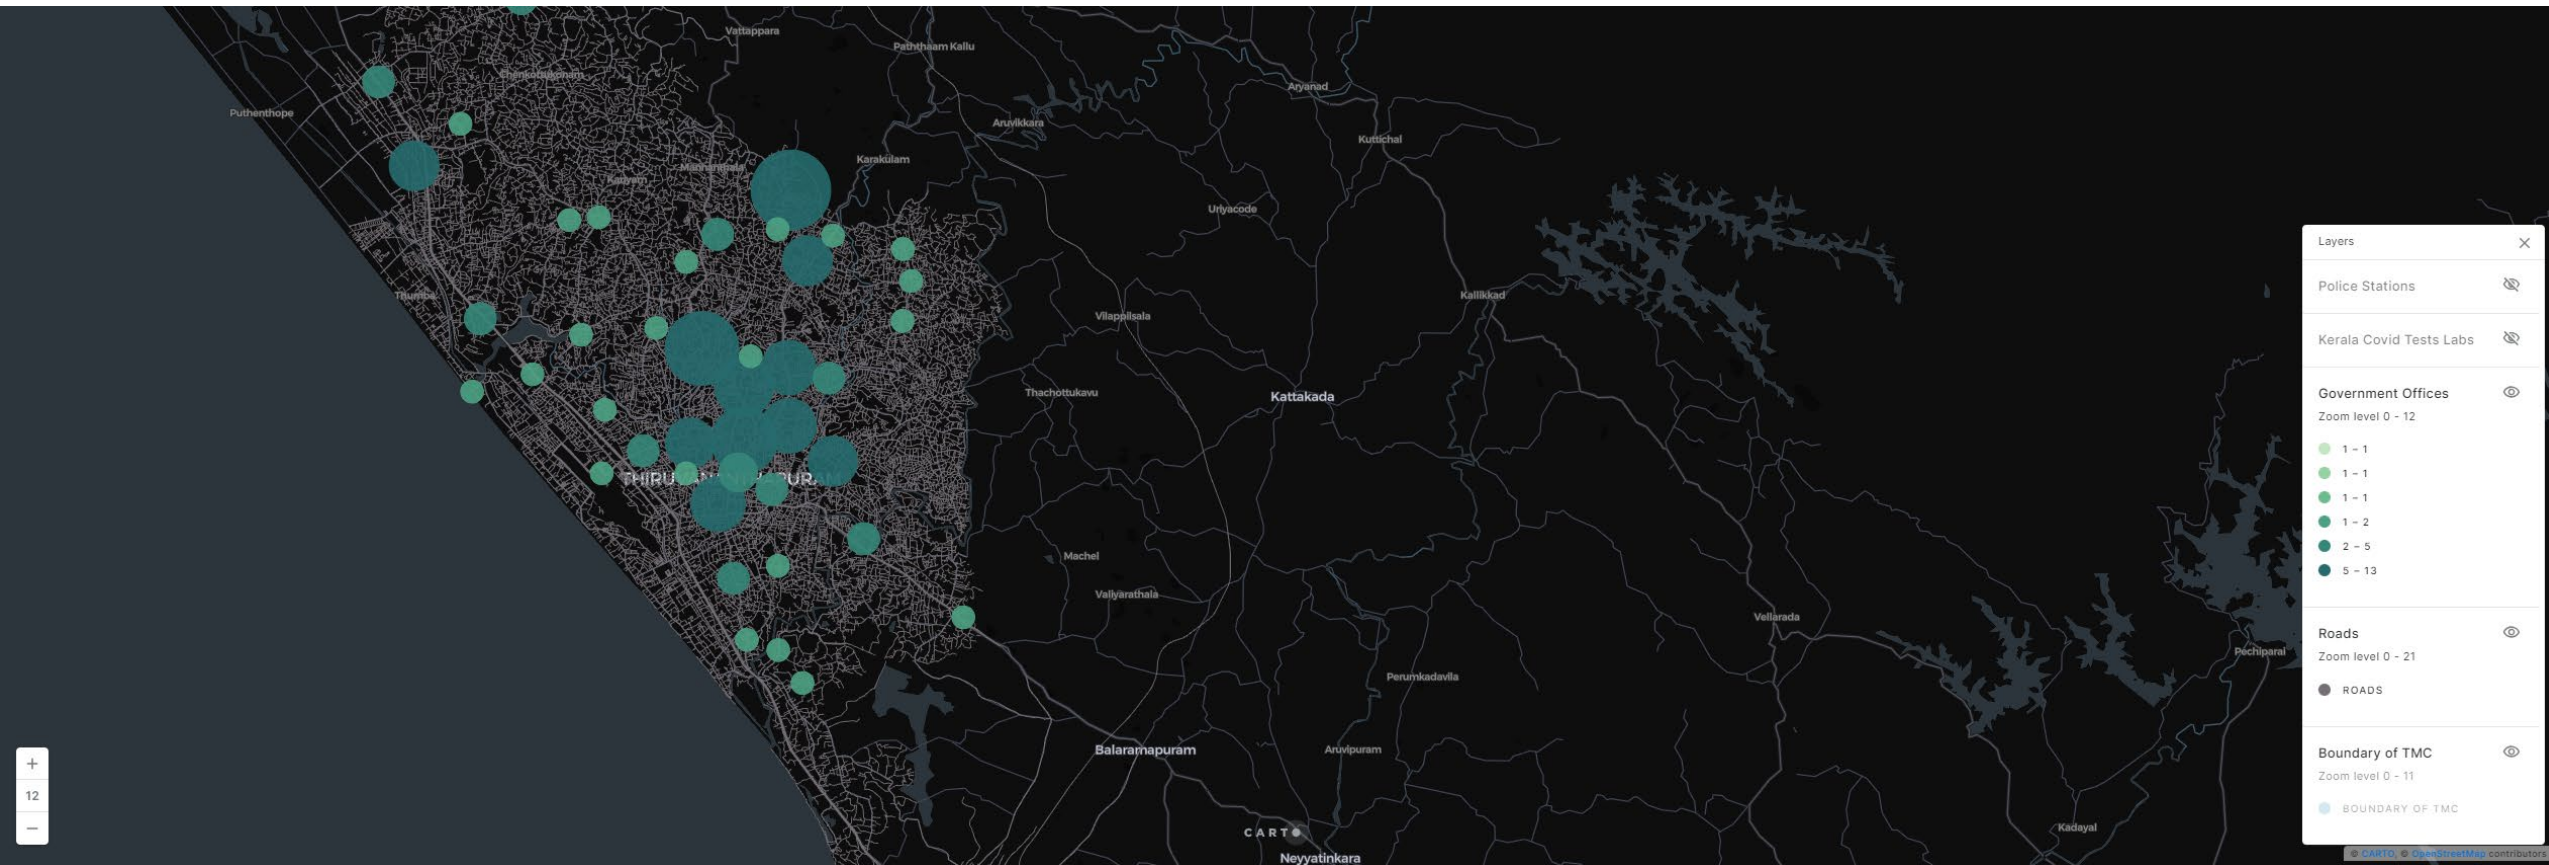 Vattappara
Paththaam Kallu
Chenkottukonam
Aryanad
Puthenthope
Aruvikkara
Kuttichal
Karakulam
Mannanthala
Kariyam
Uriyacode
Thumba
Kallikkad
Vilappilsala
Thachottukavu
Kattakada
Machel
Valiyarathala
Vellarada
Pechiparai
Perumkadavila
Balaramapuram
Aruvipuram
Kadayal
CARTO
Neyyatinkara
+
12
−
Layers
Police Stations
Kerala Covid Tests Labs
Government Offices
Zoom level 0 - 12
1 – 1
1 – 1
1 – 1
1 – 2
2 – 5
5 – 13
Roads
Zoom level 0 - 21
ROADS
Boundary of TMC
Zoom level 0 - 11
BOUNDARY OF TMC
© CARTO, © OpenStreetMap contributors